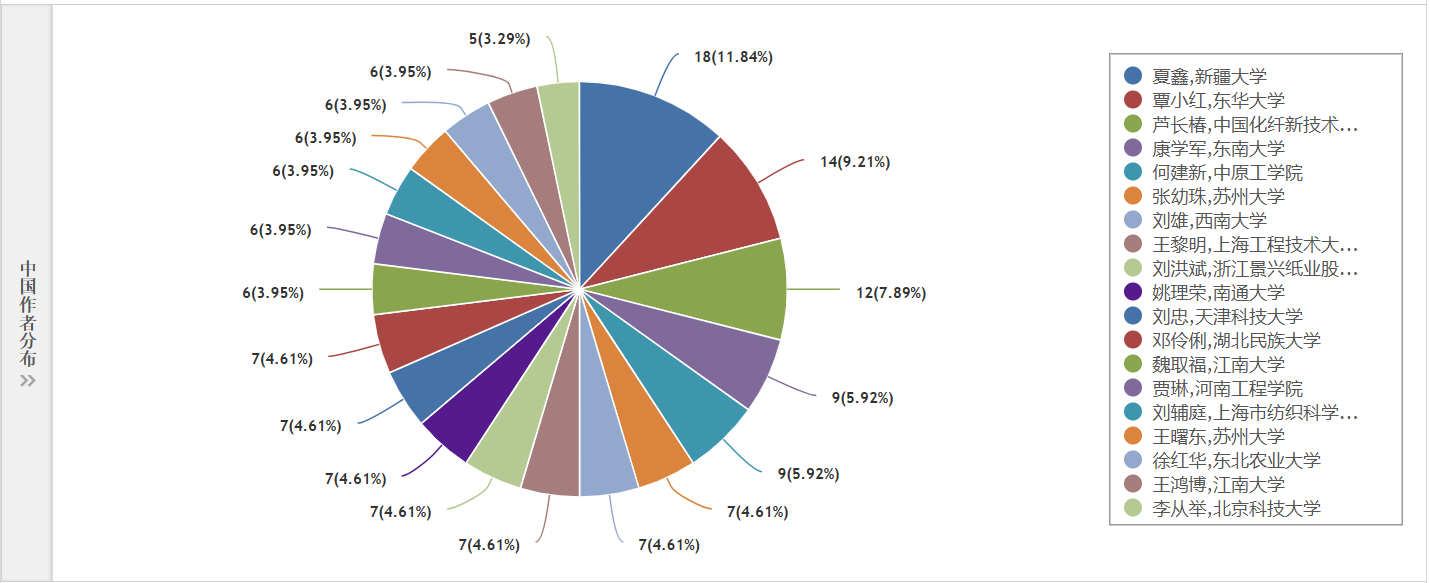 中国作者分布
5(3.29%)
18(11.84%)
6(3.95%)
6(3.95%)
6(3.95%)
14(9.21%)
6(3.95%)
6(3.95%)
6(3.95%)
12(7.89%)
7(4.61%)
9(5.92%)
7(4.61%)
9(5.92%)
7(4.61%)
7(4.61%)
7(4.61%)
7(4.61%)
7(4.61%)
夏鑫,新疆大学
覃小红,东华大学
芦长椿,中国化纤新技术...
康学军,东南大学
何建新,中原工学院
张幼珠,苏州大学
刘雄,西南大学
王黎明,上海工程技术大...
刘洪斌,浙江景兴纸业股...
姚理荣,南通大学
刘忠,天津科技大学
邓伶俐,湖北民族大学
魏取福,江南大学
贾琳,河南工程学院
刘辅庭,上海市纺织科学...
王曙东,苏州大学
徐红华,东北农业大学
王鸿博,江南大学
李从举,北京科技大学